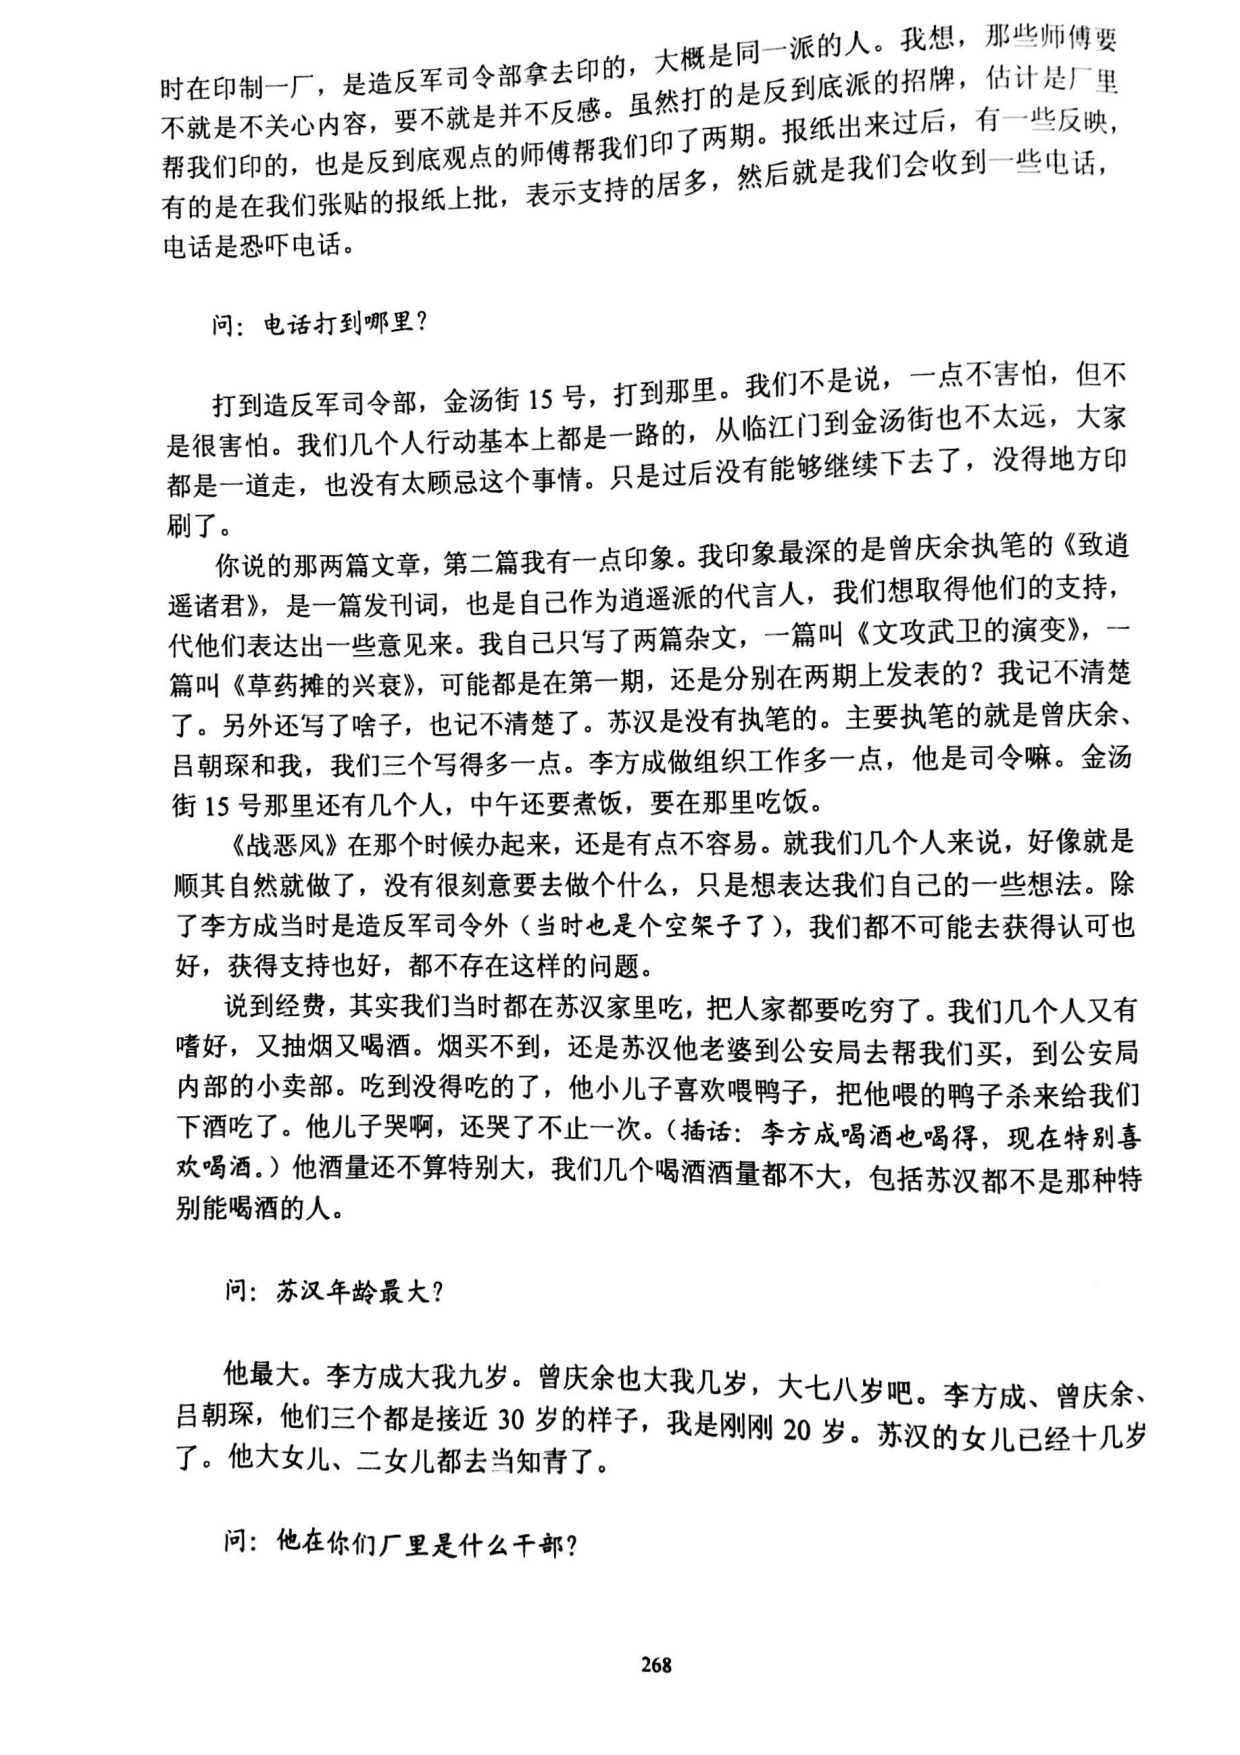 时在印制一厂，是造反军司令部拿去印的，大概是同一派的人。我想，那些师傅要
不就是不关心内容，要不就是并不反感。虽然打的是反到底派的招牌，估计是厂里
帮我们印的，也是反到底观点的师傅帮我们印了两期。报纸出来过后，有一些反映，
有的是在我们张贴的报纸上批，表示支持的居多，然后就是我们会收到一些电话，
电话是恐吓电话。
问：电话打到哪里？
打到造反军司令部，金汤街 15 号，打到那里。我们不是说，一点不害怕，但不
是很害怕。我们几个人行动基本上都是一路的，从临江门到金汤街也不太远，大家
都是一道走，也没有太顾忌这个事情。只是过后没有能够继续下去了，没得地方印
刷了。
你说的那两篇文章，第二篇我有一点印象。我印象最深的是曾庆余执笔的《致逍
遥诸君》，是一篇发刊词，也是自己作为逍遥派的代言人，我们想取得他们的支持，
代他们表达出一些意见来。我自己只写了两篇杂文，一篇叫《文攻武卫的演变》，一
篇叫《草药摊的兴衰》，可能都是在第一期，还是分别在两期上发表的？我记不清楚
了。另外还写了啥子，也记不清楚了。苏汉是没有执笔的。主要执笔的就是曾庆余、
吕朝琛和我，我们三个写得多一点。李方成做组织工作多一点，他是司令嘛。金汤
街 15 号那里还有几个人，中午还要煮饭，要在那里吃饭。
《战恶风》在那个时候办起来，还是有点不容易。就我们几个人来说，好像就是
顺其自然就做了，没有很刻意要去做个什么，只是想表达我们自己的一些想法。除
了李方成当时是造反军司令外（当时也是个空架子了），我们都不可能去获得认可也
好，获得支持也好，都不存在这样的问题。
说到经费，其实我们当时都在苏汉家里吃，把人家都要吃穷了。我们几个人又有
嗜好，又抽烟又喝酒。烟买不到，还是苏汉他老婆到公安局去帮我们买，到公安局
内部的小卖部。吃到没得吃的了，他小儿子喜欢喂鸭子，把他喂的鸭子杀来给我们
下酒吃了。他儿子哭啊，还哭了不止一次。（插话：李方成喝酒也喝得，现在特别喜
欢喝酒。）他酒量还不算特别大，我们几个喝酒酒量都不大，包括苏汉都不是那种特
别能喝酒的人。
问：苏汉年龄最大？
他最大。李方成大我九岁。曾庆余也大我几岁，大七八岁吧。李方成、曾庆余、
吕朝琛，他们三个都是接近 30 岁的样子，我是刚刚 20 岁。苏汉的女儿已经十几岁
了。他大女儿、二女儿都去当知青了。
问：他在你们厂里是什么干部？
268